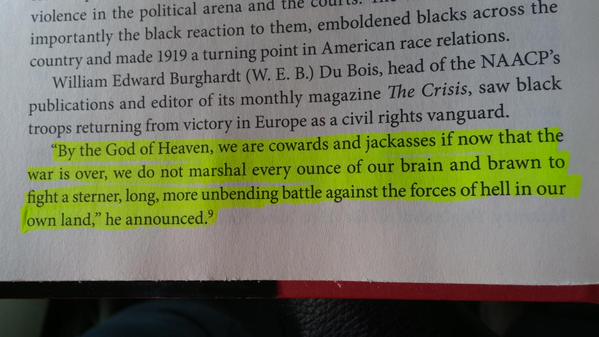 violence in the political arena and the courts.
importantly the black reaction to them, emboldened blacks across the
country and made 1919 a turning point in American race relations.
William Edward Burghardt (W. E. B.) Du Bois, head of the NAACP’s
publications and editor of its monthly magazine The Crisis, saw black
troops returning from victory in Europe as a civil rights vanguard.
“By the God of Heaven, we are cowards and jackasses if now that the
war is over, we do not marshal every ounce of our brain and brawn to
fight a sterner, long, more unbending battle against the forces of hell in our
own land,” he announced.9